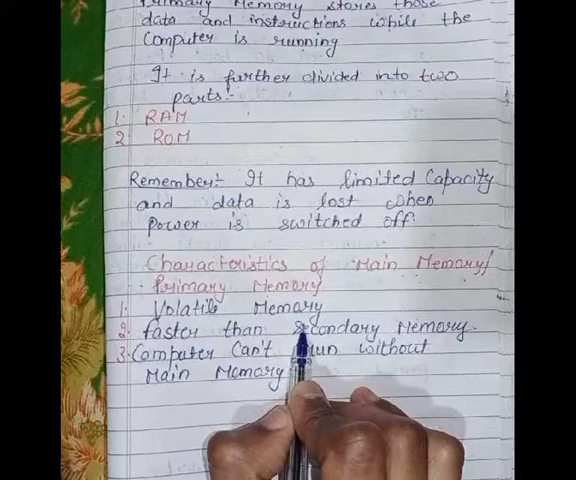 Primary Memory stores those
data and instructions while the
Computer is running
It is further divided into two
parts:-
1. RAM
2. ROM
Remember:- It has limited Capacity
and data is lost when
power is switched off.
Characteristics of Main Memory/
Primary Memory
1. Volatile Memory
2. faster than secondary Memory.
3. Computer Can't run without
Main Memory